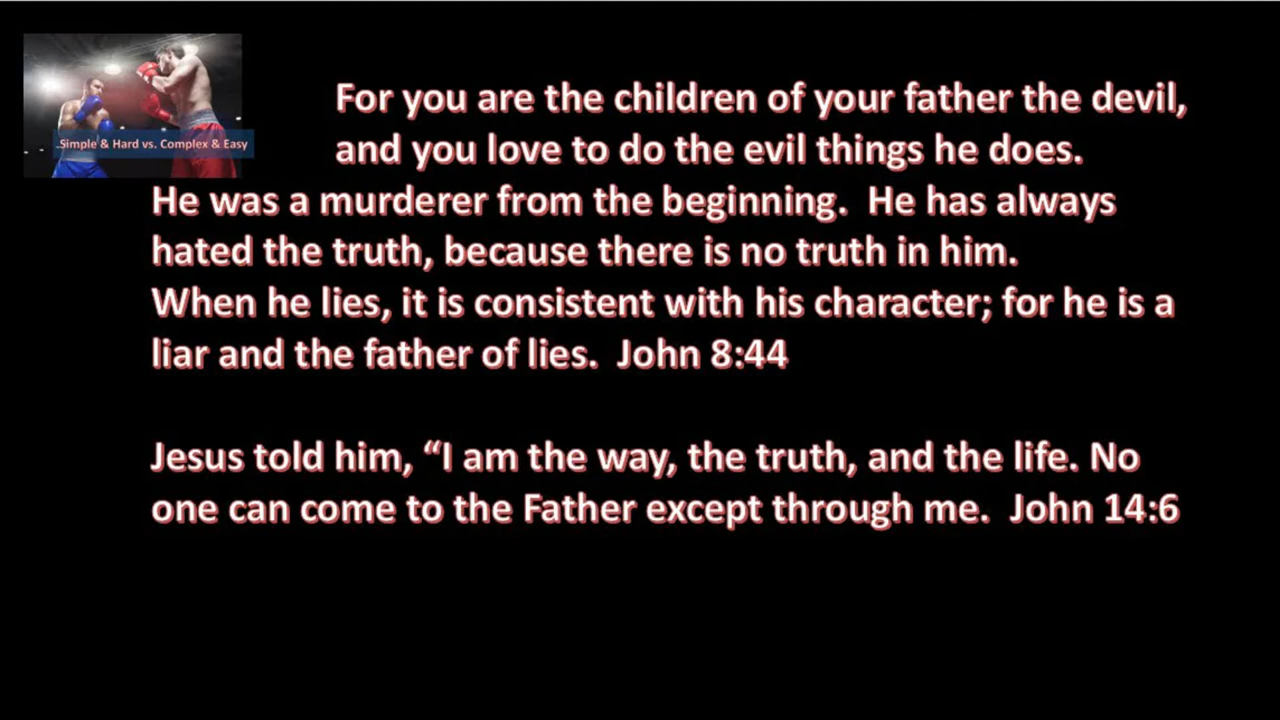 Simple & Hard vs. Complex & Easy
For you are the children of your father the devil,
and you love to do the evil things he does.
He was a murderer from the beginning. He has always
hated the truth, because there is no truth in him.
When he lies, it is consistent with his character; for he is a
liar and the father of lies. John 8:44
Jesus told him, “I am the way, the truth, and the life. No
one can come to the Father except through me. John 14:6